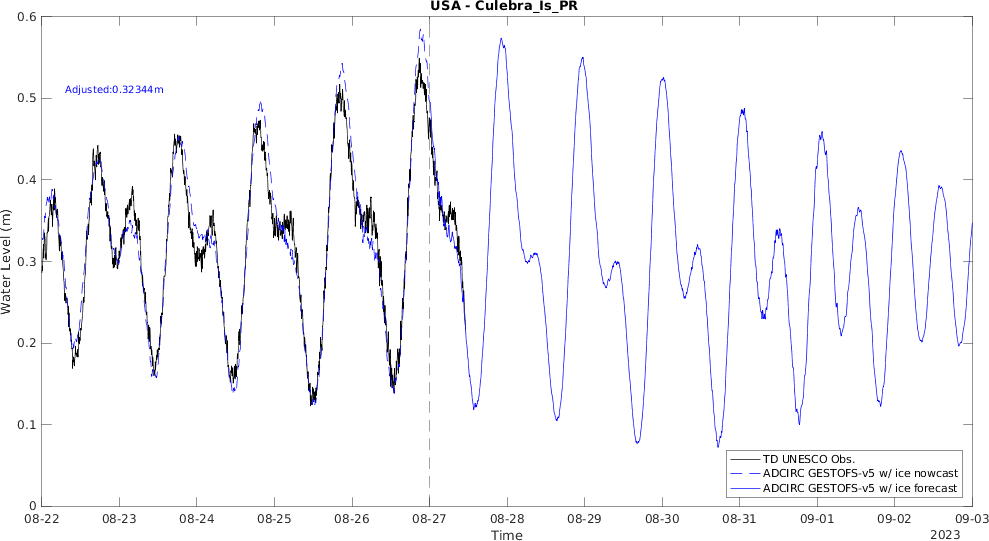 USA - Culebra_Is_PR
0.6
0.5
0.4
0.3
0.2
0.1
0
Water Level (m)
Adjusted:0.32344m
TD UNESCO Obs.
ADCIRC GESTOFS-v5 w/ ice nowcast
ADCIRC GESTOFS-v5 w/ ice forecast
08-22 08-23 08-24 08-25 08-26 08-27 08-28 08-29 08-30 08-31 09-01 09-02 09-03
Time
2023